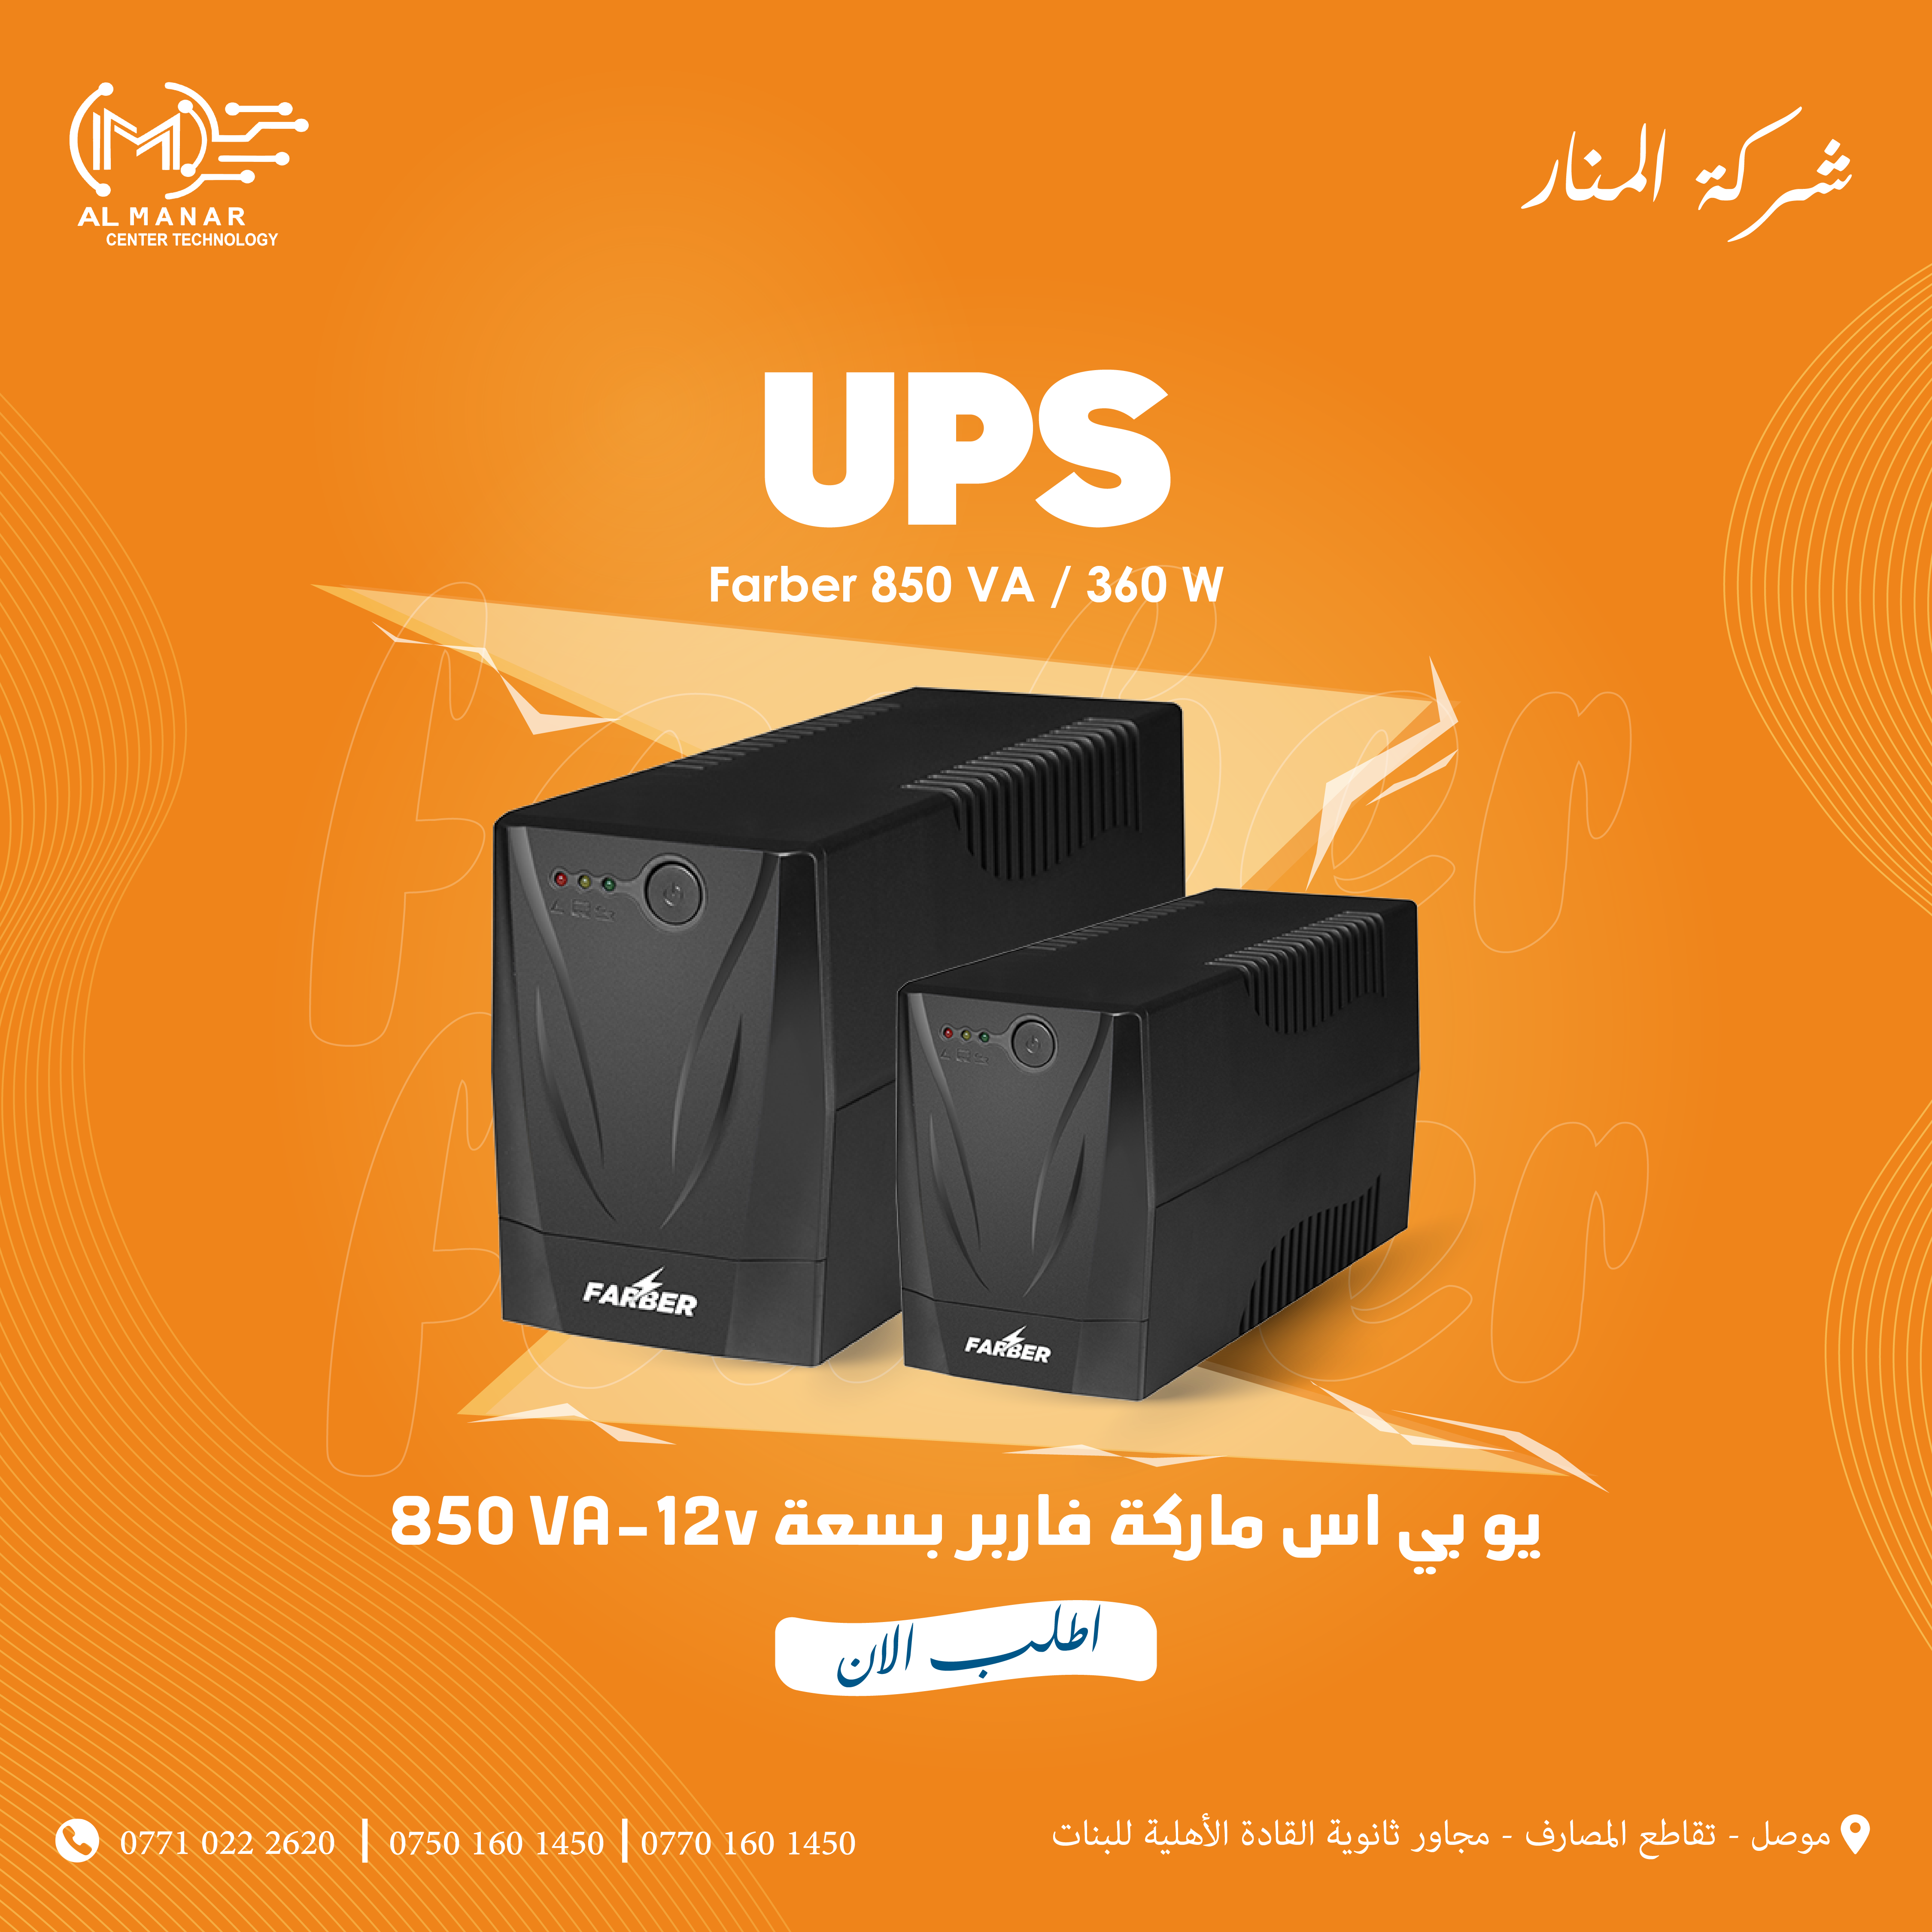 AL MANAR
CENTER TECHNOLOGY
شركة المنار
UPS
Farber 850 VA / 360 W
Farber
Farber
FARBER
FARBER
يو بي اس ماركة فاربر بسعة 850 VA-12v
اطلب الان
موصل - تقاطع المصارف - مجاور ثانوية القادة الأهلية للبنات
0771 022 2620 | 0750 160 1450 | 0770 160 1450